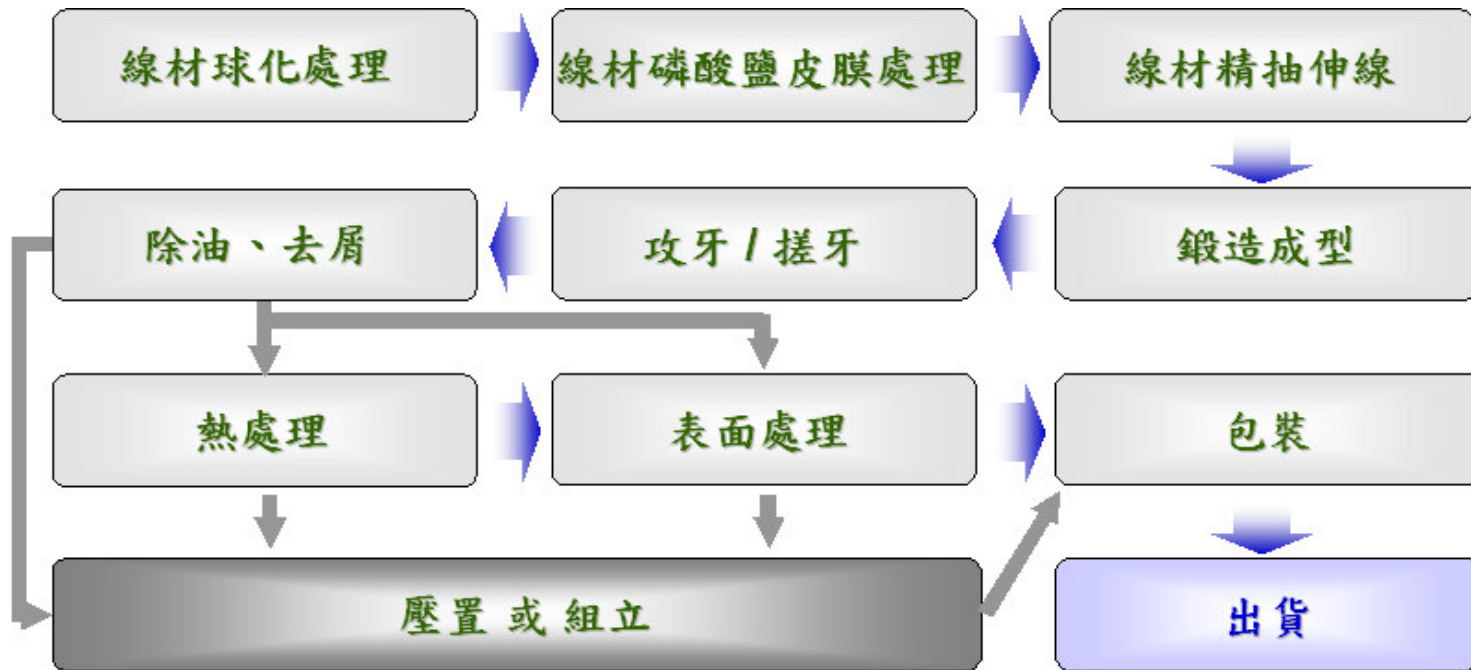 線材球化處理
線材磷酸鹽皮膜處理
線材精抽伸線
除油、去屑
攻牙 / 搓牙
鍛造成型
熱處理
表面處理
包裝
壓置 或 組立
出貨